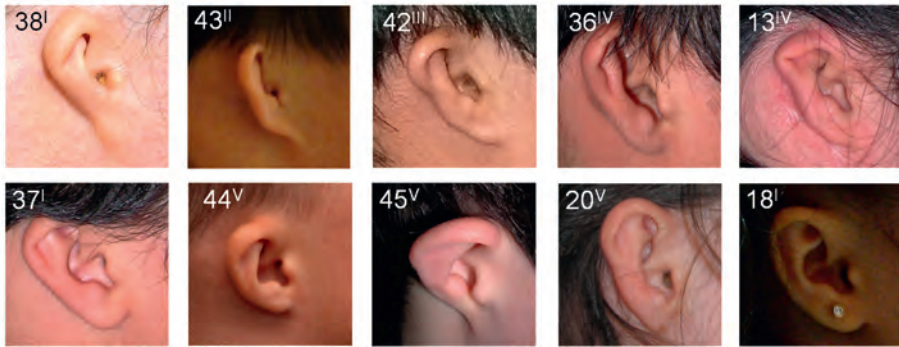 38ᴵ 43ᴵᴵ 42ᴵᴵᴵ 36ᴵⱽ 13ᴵⱽ
37ᴵ 44ⱽ 45ⱽ 20ⱽ 18ᴵ